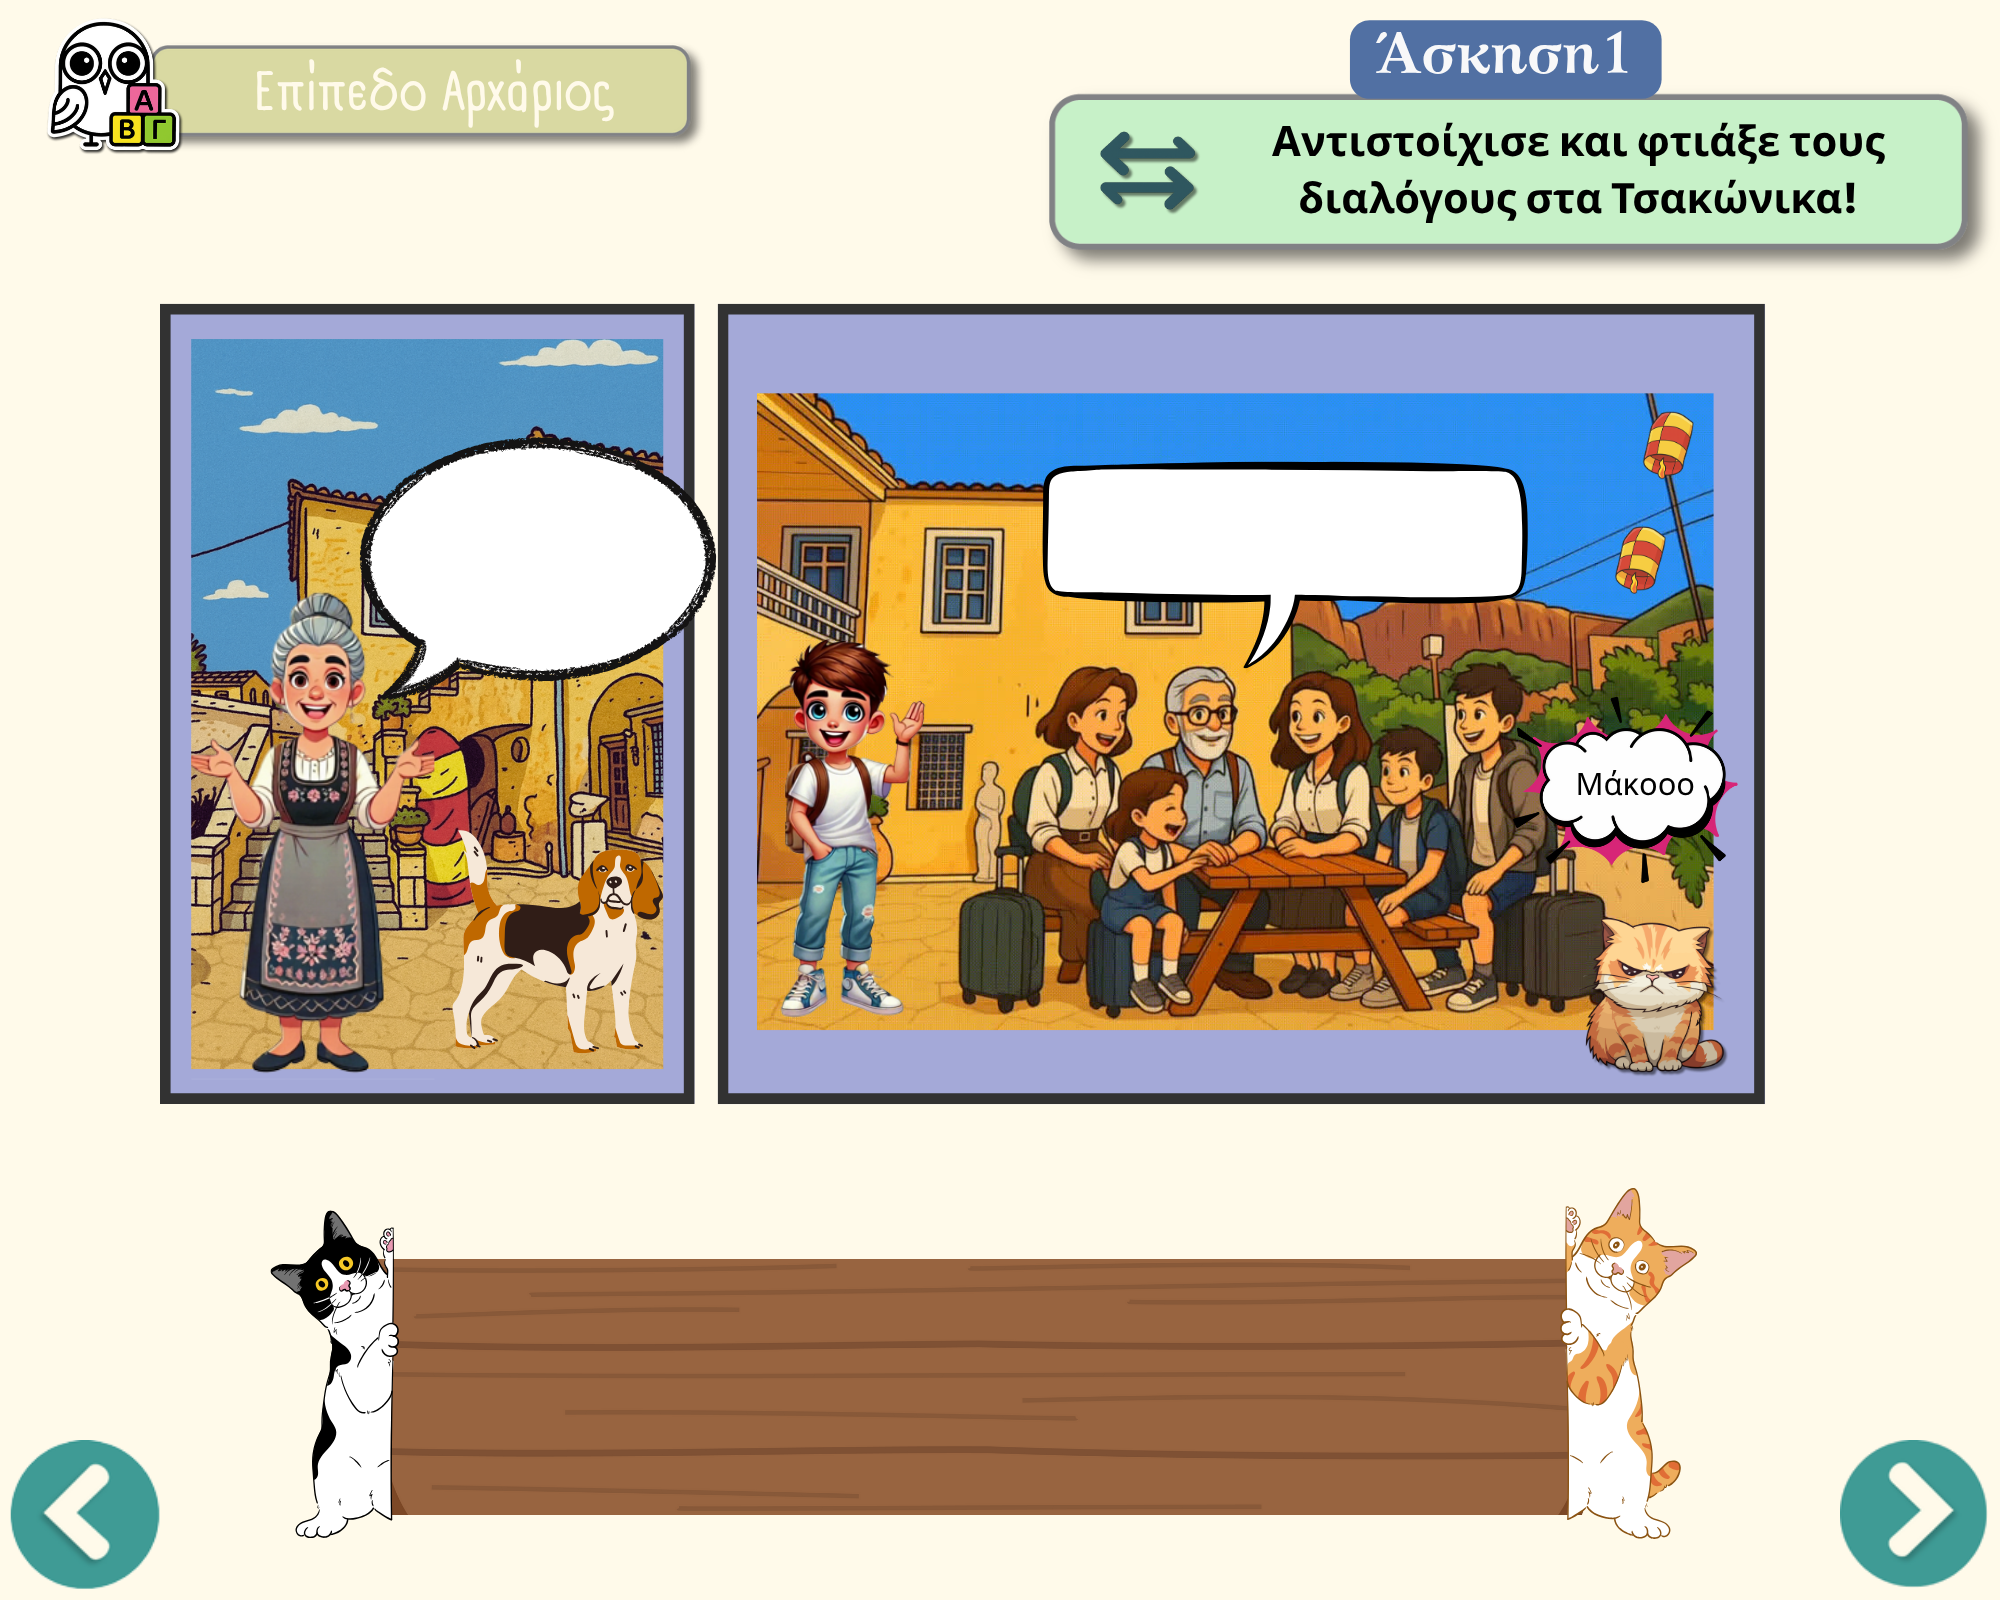 Επίπεδο Αρχάριος
Α
Β Γ
Άσκηση 1
Αντιστοίχισε και φτιάξε τους
διαλόγους στα Τσακώνικα!
Μάκοοο